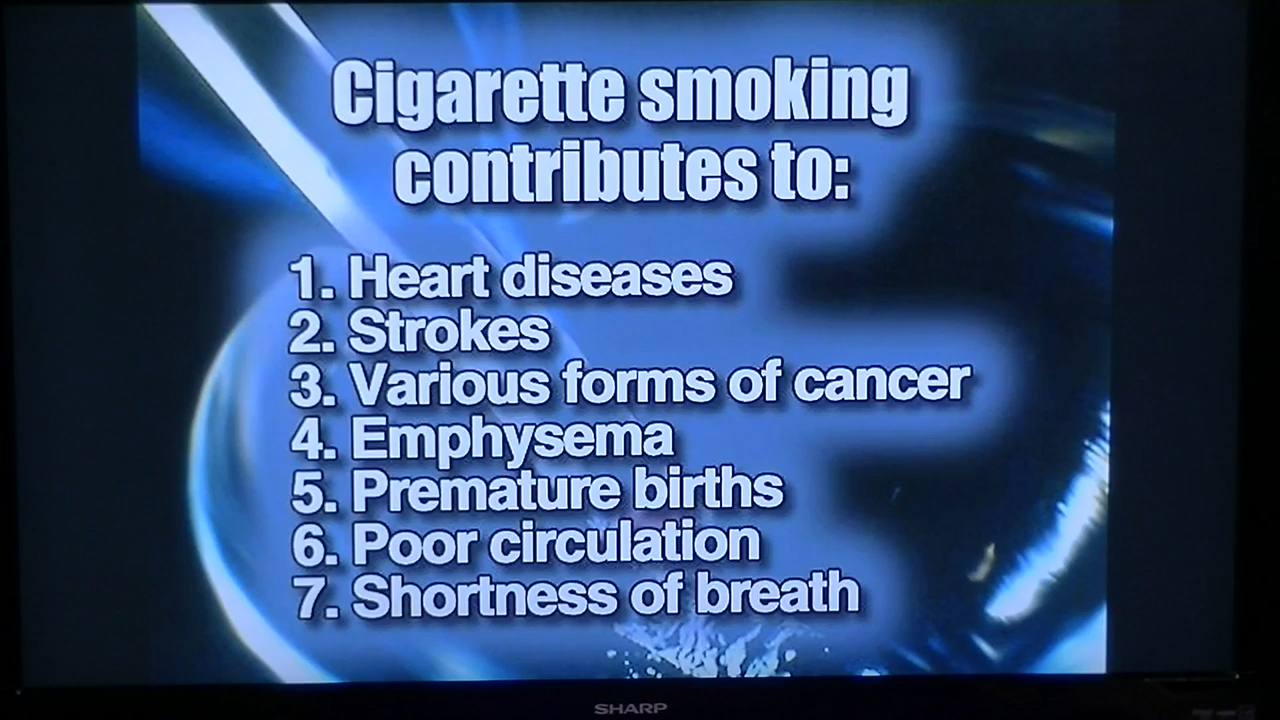 Cigarette smoking
contributes to:
1. Heart diseases
2. Strokes
3. Various forms of cancer
4. Emphysema
5. Premature births
6. Poor circulation
7. Shortness of breath
SHARP